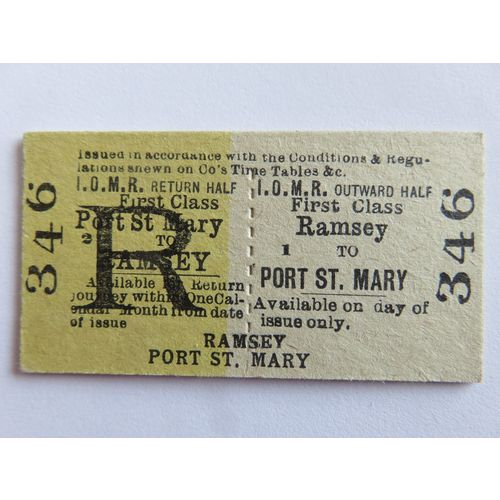 Issued in accordance with the Conditions & Regu-
lations shewn on Co's Time Tables &c.
I.O.M.R. RETURN HALF
First Class
Port St Mary
2 TO
RAMSEY
Available for Return
journey within One Cal-
endar Month from date
of issue
R
I.O.M.R. OUTWARD HALF
First Class
Ramsey
1 TO
PORT ST. MARY
Available on day of
issue only.
RAMSEY
PORT ST. MARY
346
346